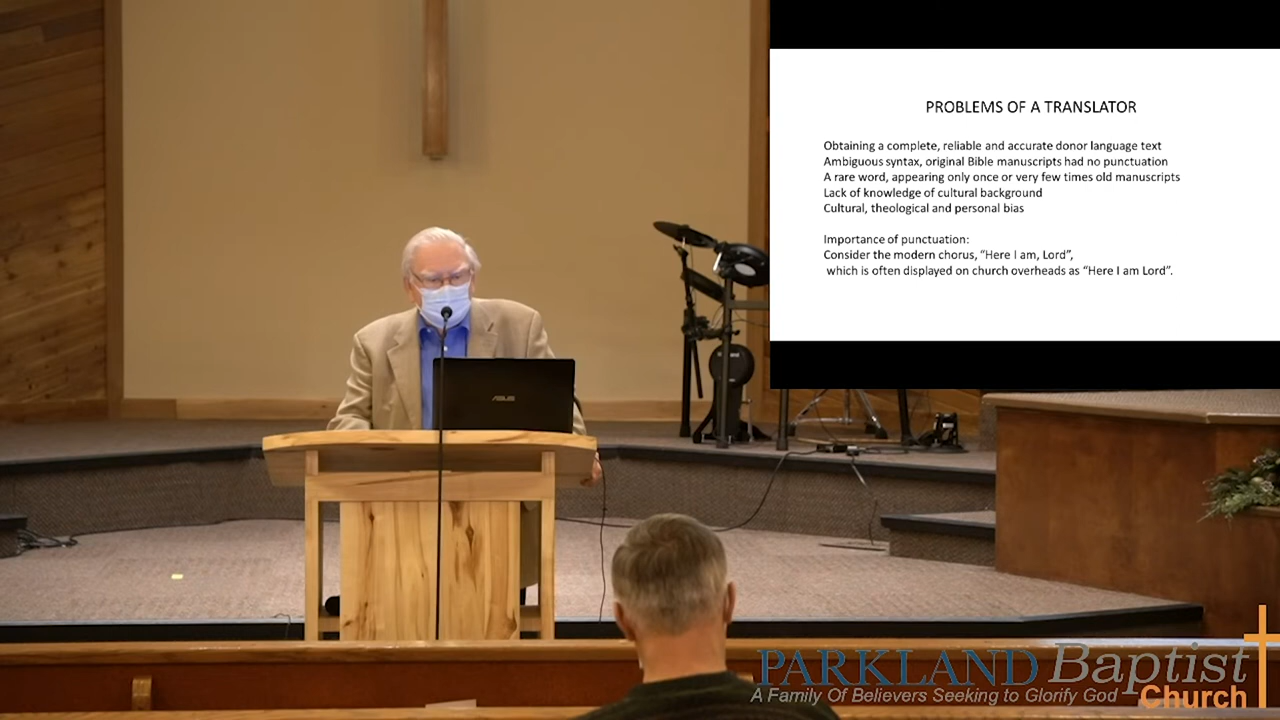 PROBLEMS OF A TRANSLATOR
Obtaining a complete, reliable and accurate donor language text
Ambiguous syntax, original Bible manuscripts had no punctuation
A rare word, appearing only once or very few times old manuscripts
Lack of knowledge of cultural background
Cultural, theological and personal bias
Importance of punctuation:
Consider the modern chorus, “Here I am, Lord”,
which is often displayed on church overheads as “Here I am Lord”.
ASUS
PARKLAND Baptist
A Family Of Believers Seeking to Glorify God
Church